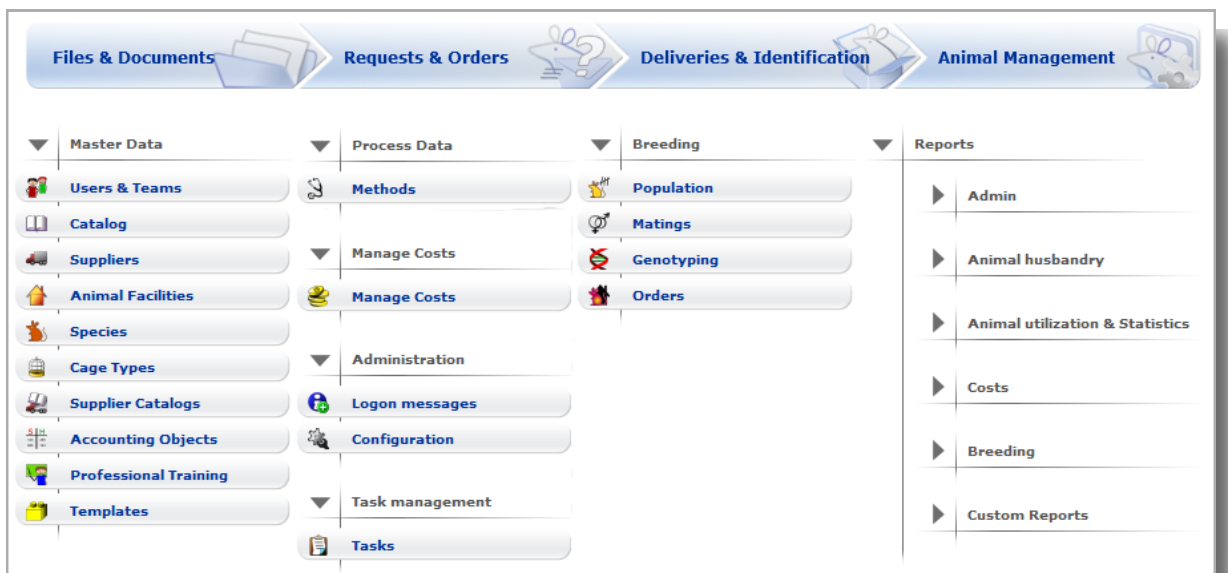 Files & Documents
Requests & Orders
Deliveries & Identification
Animal Management
Master Data
Users & Teams
Catalog
Suppliers
Animal Facilities
Species
Cage Types
Supplier Catalogs
Accounting Objects
Professional Training
Templates
Process Data
Methods
Manage Costs
Manage Costs
Administration
Logon messages
Configuration
Task management
Tasks
Breeding
Population
Matings
Genotyping
Orders
Reports
Admin
Animal husbandry
Animal utilization & Statistics
Costs
Breeding
Custom Reports